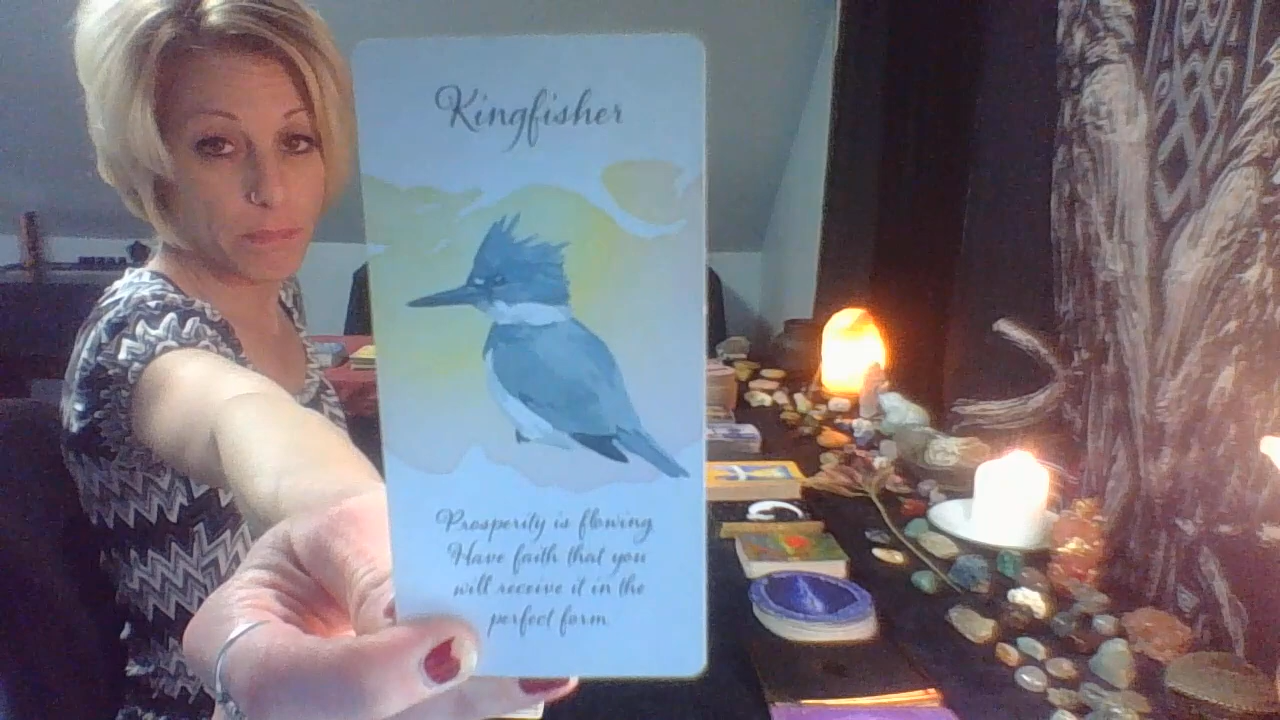 Kingfisher
Prosperity is flowing
Have faith that you
will receive it in the
perfect form.